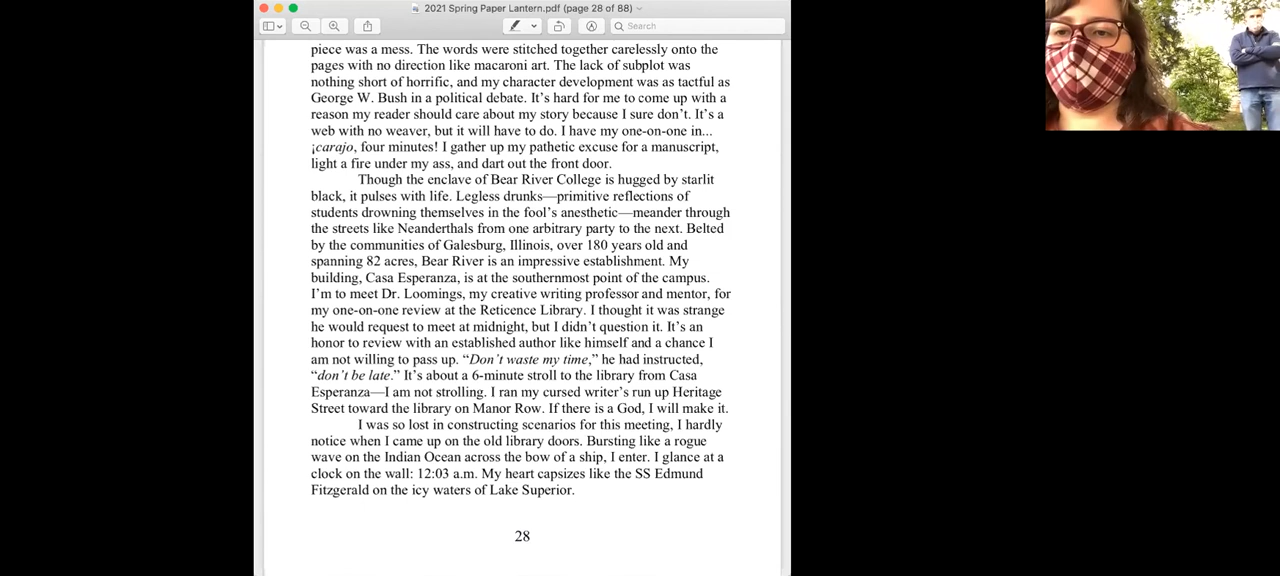 2021 Spring Paper Lantern.pdf (page 28 of 88)
Search
piece was a mess. The words were stitched together carelessly onto the
pages with no direction like macaroni art. The lack of subplot was
nothing short of horrific, and my character development was as tactful as
George W. Bush in a political debate. It’s hard for me to come up with a
reason my reader should care about my story because I sure don’t. It’s a
web with no weaver, but it will have to do. I have my one-on-one in...
¡carajo, four minutes! I gather up my pathetic excuse for a manuscript,
light a fire under my ass, and dart out the front door.
Though the enclave of Bear River College is hugged by starlit
black, it pulses with life. Legless drunks—primitive reflections of
students drowning themselves in the fool’s anesthetic—meander through
the streets like Neanderthals from one arbitrary party to the next. Belted
by the communities of Galesburg, Illinois, over 180 years old and
spanning 82 acres, Bear River is an impressive establishment. My
building, Casa Esperanza, is at the southernmost point of the campus.
I’m to meet Dr. Loomings, my creative writing professor and mentor, for
my one-on-one review at the Reticence Library. I thought it was strange
he would request to meet at midnight, but I didn’t question it. It’s an
honor to review with an established author like himself and a chance I
am not willing to pass up. “Don’t waste my time,” he had instructed,
“don’t be late.” It’s about a 6-minute stroll to the library from Casa
Esperanza—I am not strolling. I ran my cursed writer’s run up Heritage
Street toward the library on Manor Row. If there is a God, I will make it.
I was so lost in constructing scenarios for this meeting, I hardly
notice when I came up on the old library doors. Bursting like a rogue
wave on the Indian Ocean across the bow of a ship, I enter. I glance at a
clock on the wall: 12:03 a.m. My heart capsizes like the SS Edmund
Fitzgerald on the icy waters of Lake Superior.
28